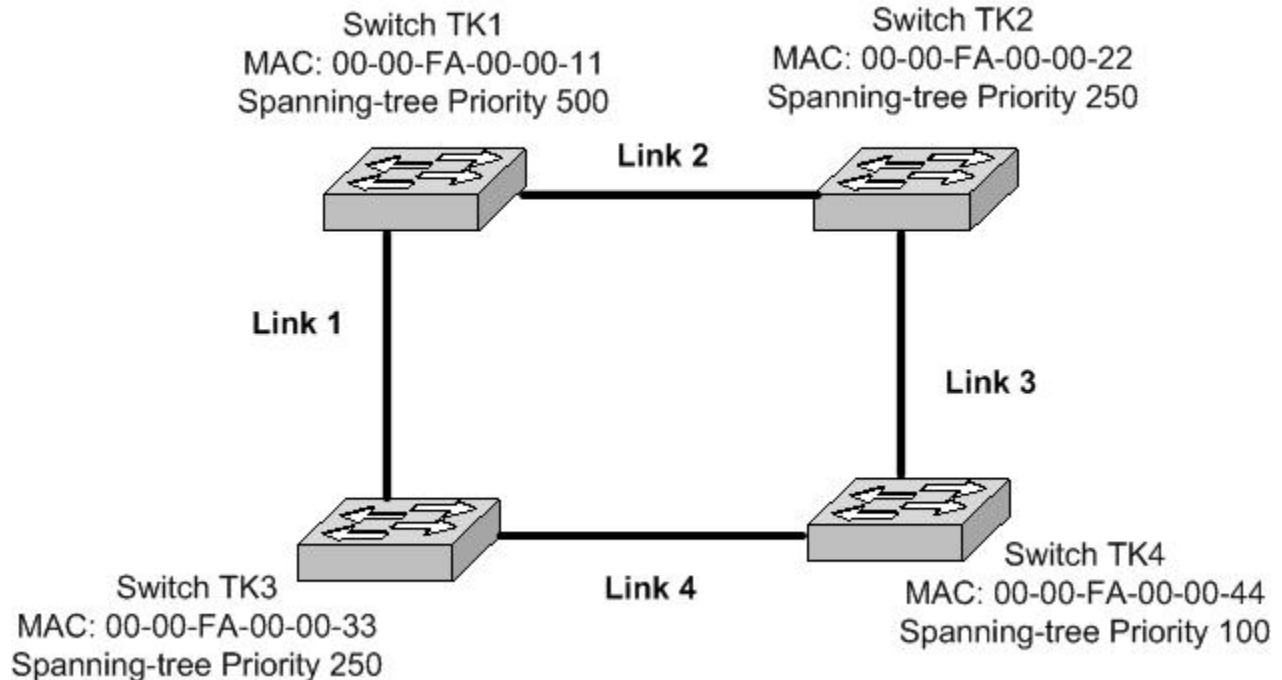 Switch TK1
MAC: 00-00-FA-00-00-11
Spanning-tree Priority 500
Switch TK2
MAC: 00-00-FA-00-00-22
Spanning-tree Priority 250
Link 2
Link 1
Link 3
Link 4
Switch TK3
MAC: 00-00-FA-00-00-33
Spanning-tree Priority 250
Switch TK4
MAC: 00-00-FA-00-00-44
Spanning-tree Priority 100